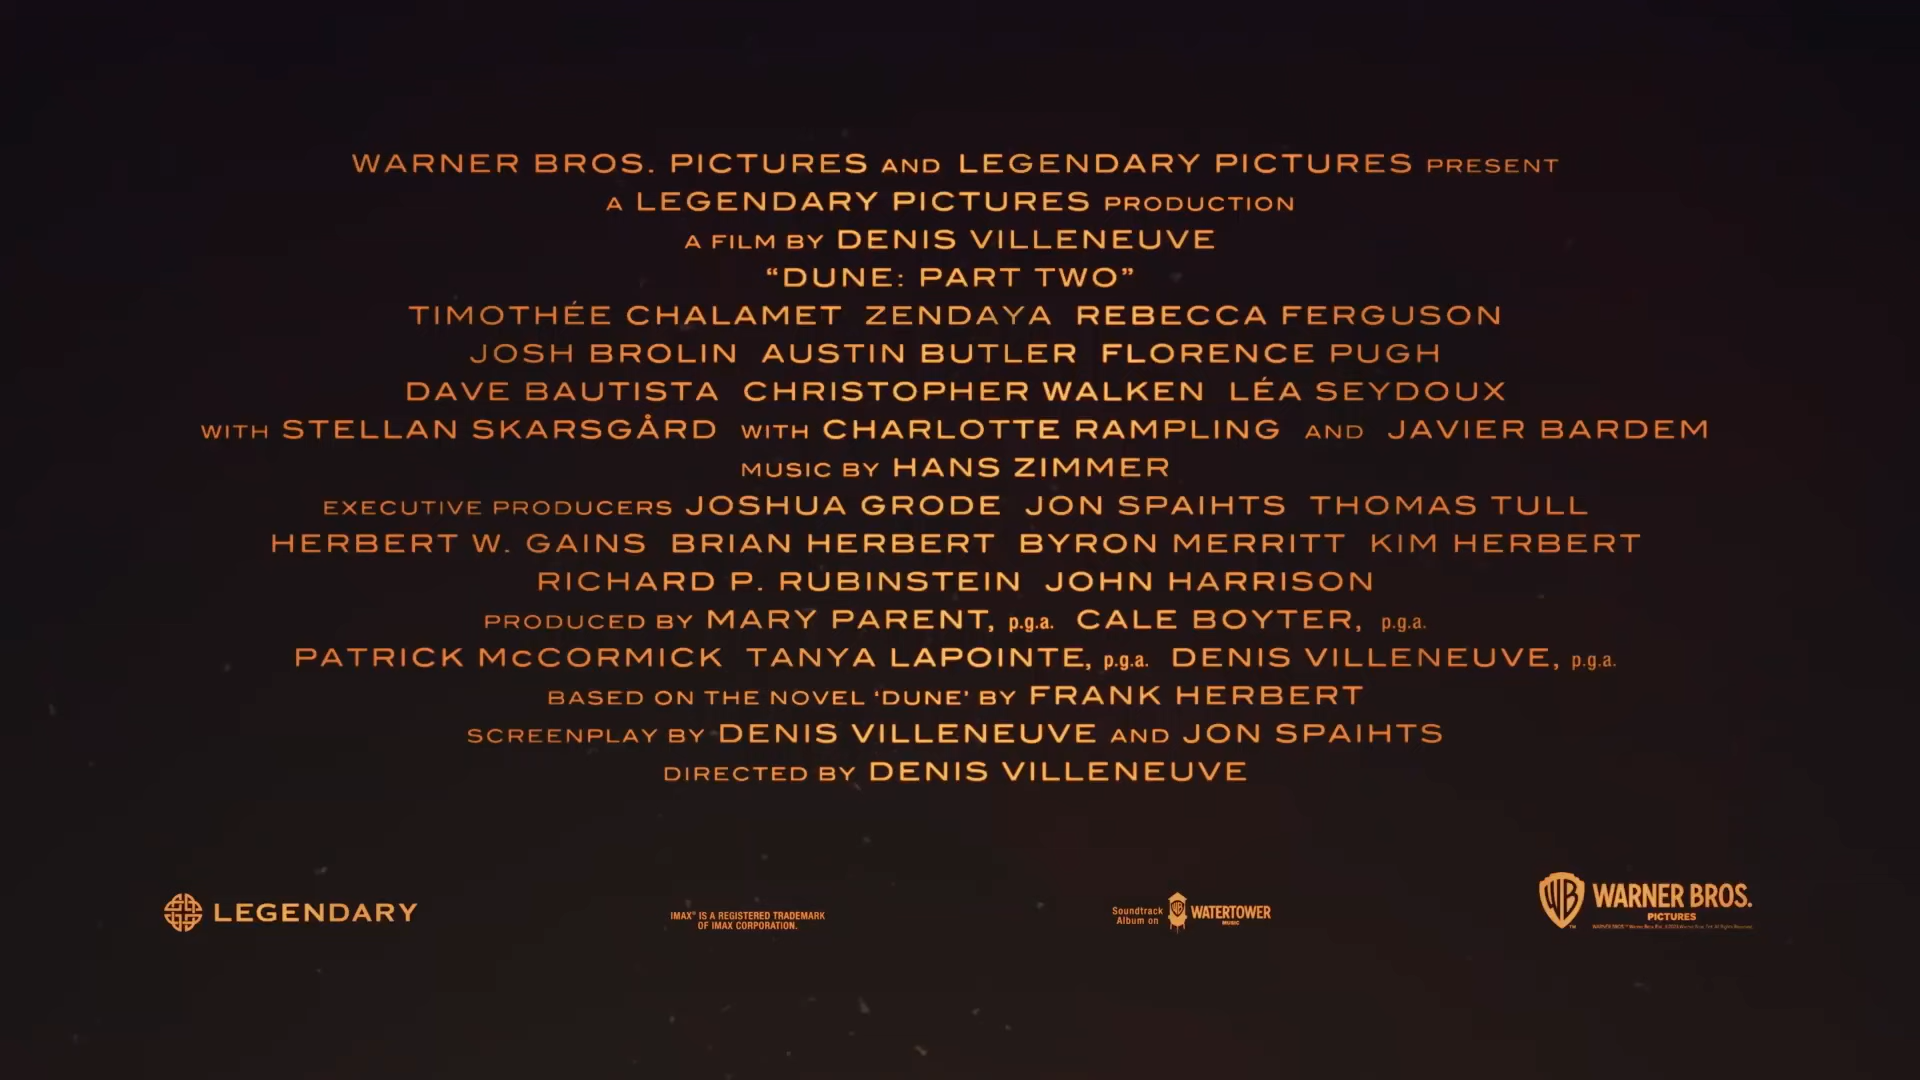 WARNER BROS. PICTURES AND LEGENDARY PICTURES PRESENT
A LEGENDARY PICTURES PRODUCTION
A FILM BY DENIS VILLENEUVE
“DUNE: PART TWO”
TIMOTHÉE CHALAMET ZENDAYA REBECCA FERGUSON
JOSH BROLIN AUSTIN BUTLER FLORENCE PUGH
DAVE BAUTISTA CHRISTOPHER WALKEN LÉA SEYDOUX
WITH STELLAN SKARSGÅRD WITH CHARLOTTE RAMPLING AND JAVIER BARDEM
MUSIC BY HANS ZIMMER
EXECUTIVE PRODUCERS JOSHUA GRODE JON SPAIHTS THOMAS TULL
HERBERT W. GAINS BRIAN HERBERT BYRON MERRITT KIM HERBERT
RICHARD P. RUBINSTEIN JOHN HARRISON
PRODUCED BY MARY PARENT, p.g.a. CALE BOYTER, p.g.a.
PATRICK McCORMICK TANYA LAPOINTE, p.g.a. DENIS VILLENEUVE, p.g.a.
BASED ON THE NOVEL ‘DUNE’ BY FRANK HERBERT
SCREENPLAY BY DENIS VILLENEUVE AND JON SPAIHTS
DIRECTED BY DENIS VILLENEUVE
LEGENDARY
IMAX® IS A REGISTERED TRADEMARK
OF IMAX CORPORATION.
Soundtrack
Album on
WB
WATERTOWER
MUSIC
WB
WARNER BROS.
PICTURES
™